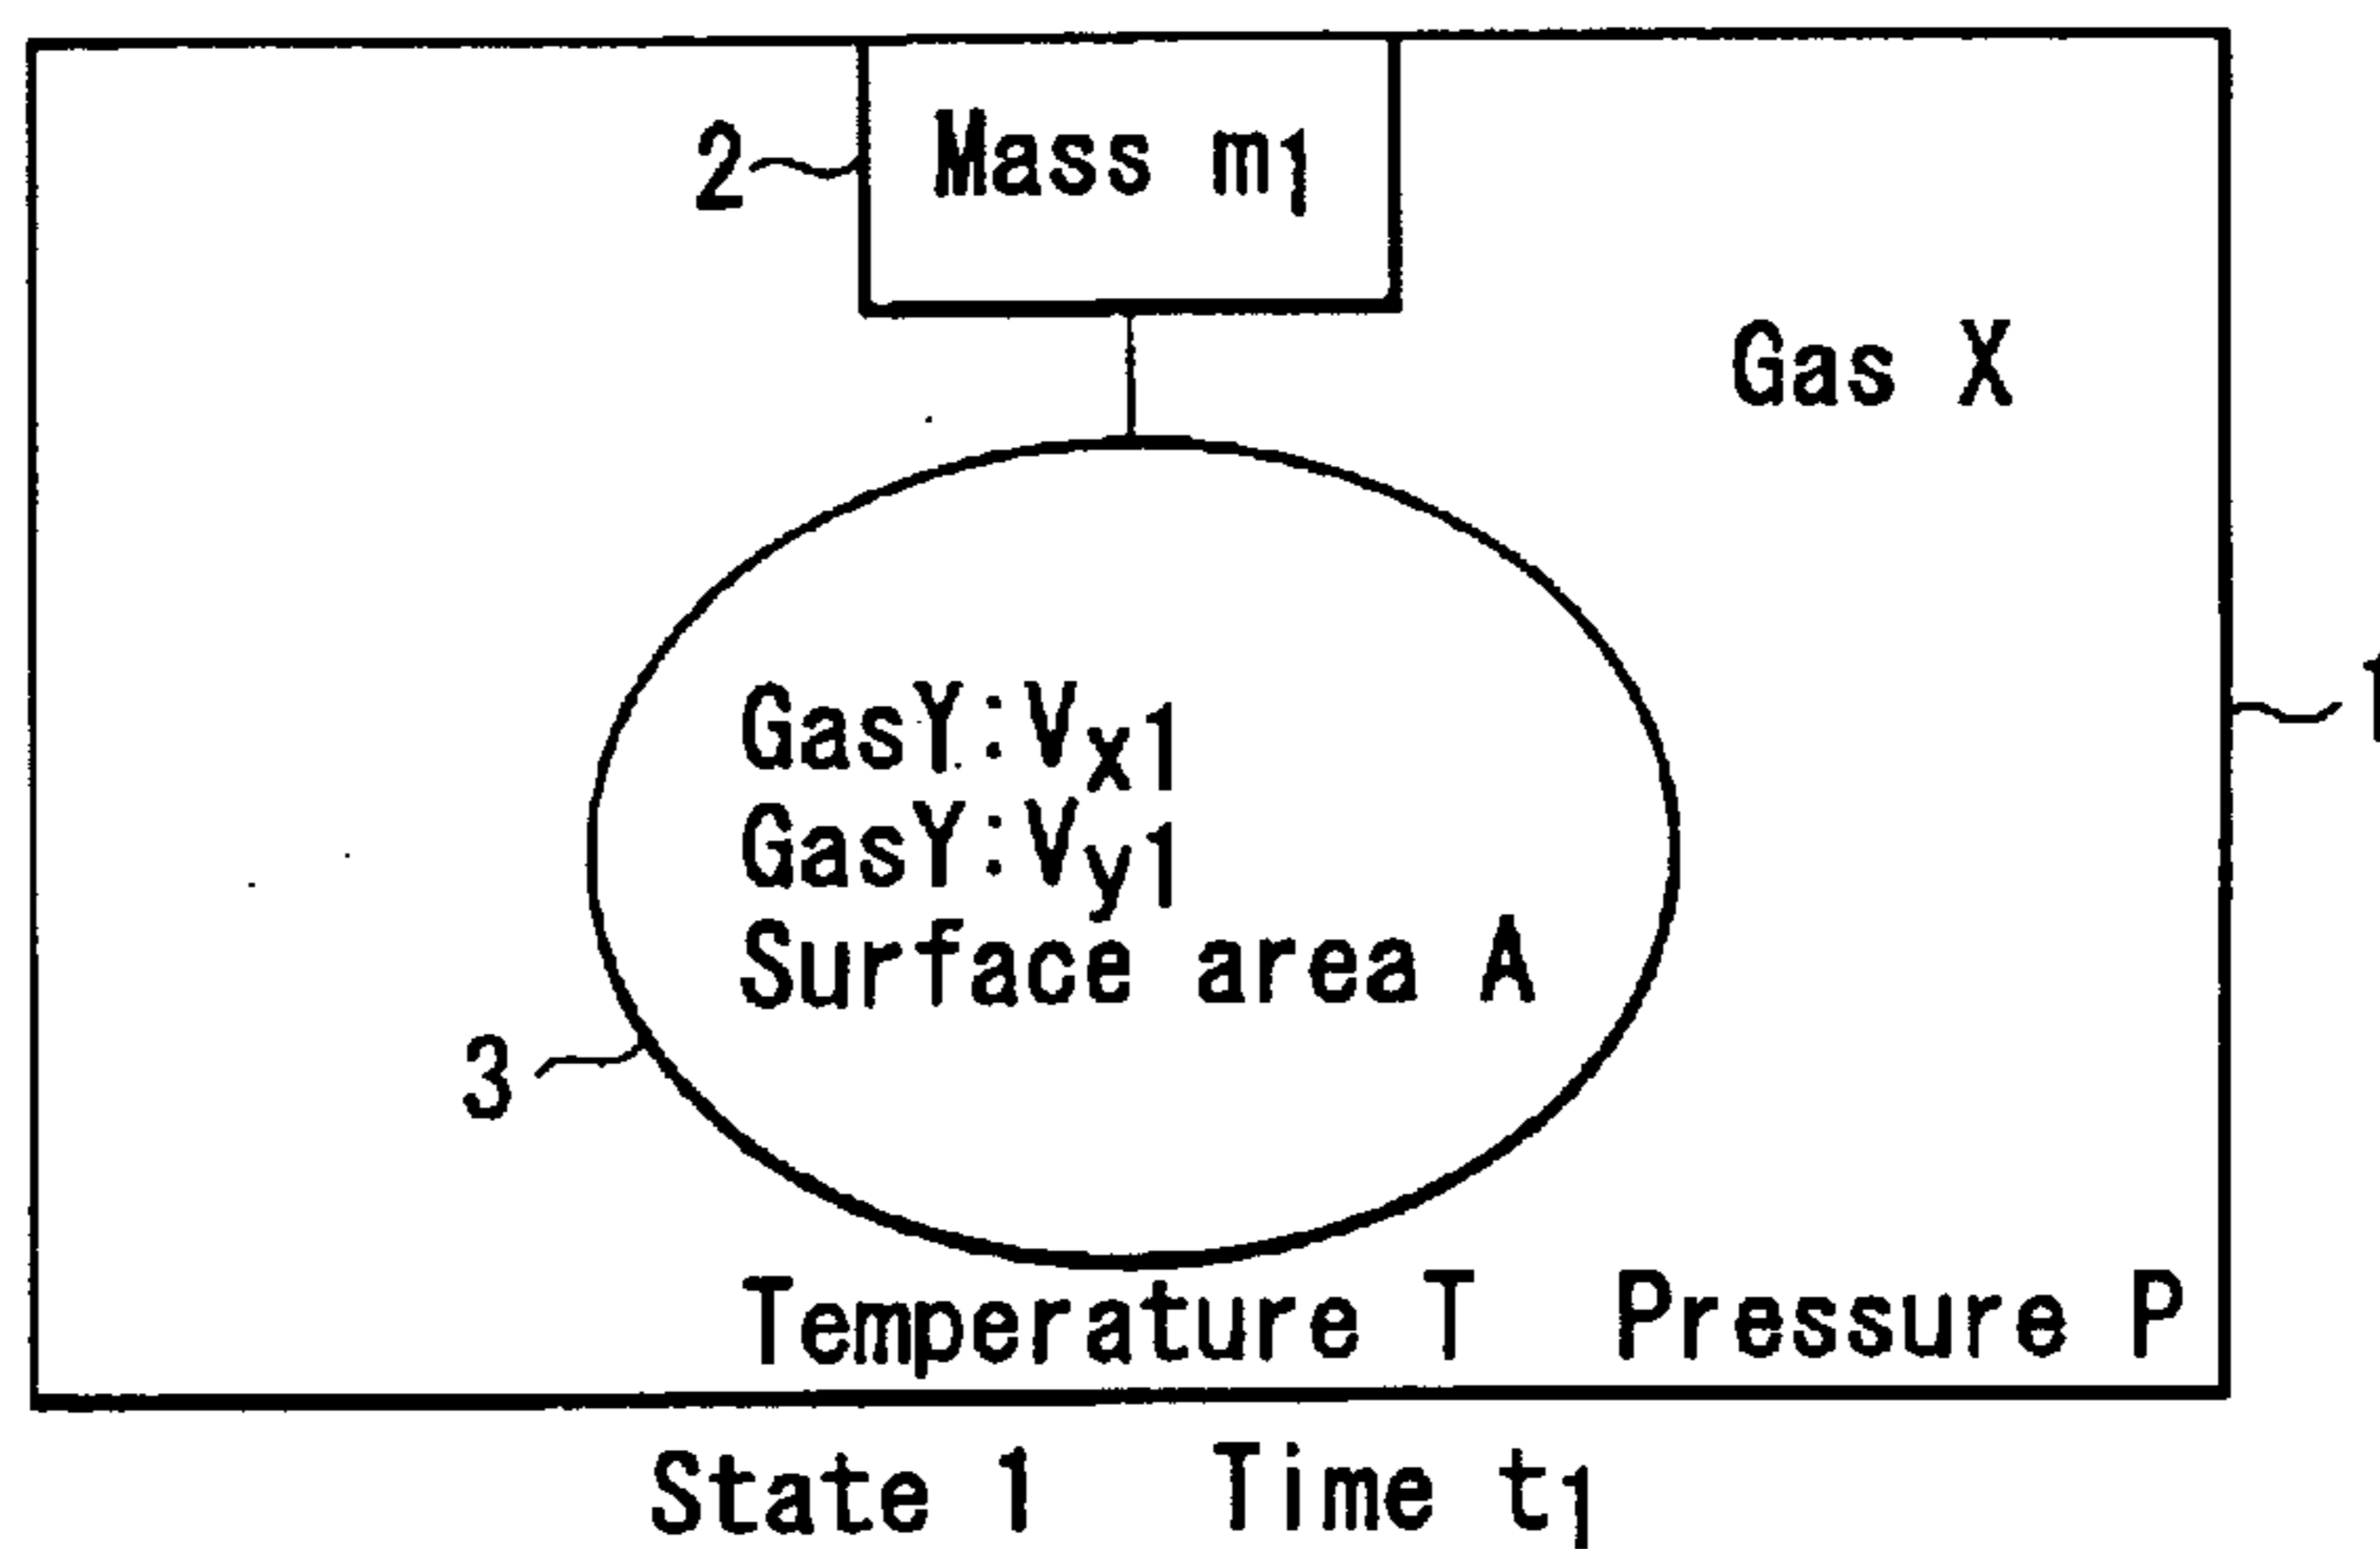 2 Mass m1
Gas X
GasY:Vx1
1
GasY:Vy1
Surface area A
3
Temperature T Pressure P
State 1 Time t1